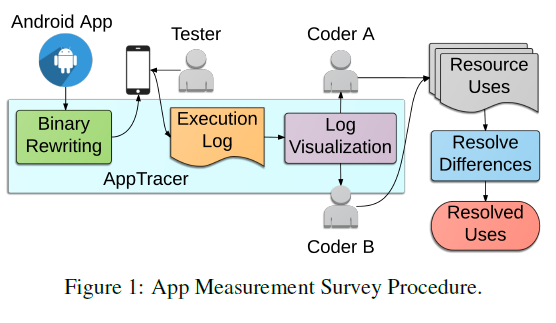 Android App
Tester
Coder A
Binary
Rewriting
Execution
Log
Log
Visualization
Resource
Uses
AppTracer
Resolve
Differences
Coder B
Resolved
Uses
Figure 1: App Measurement Survey Procedure.